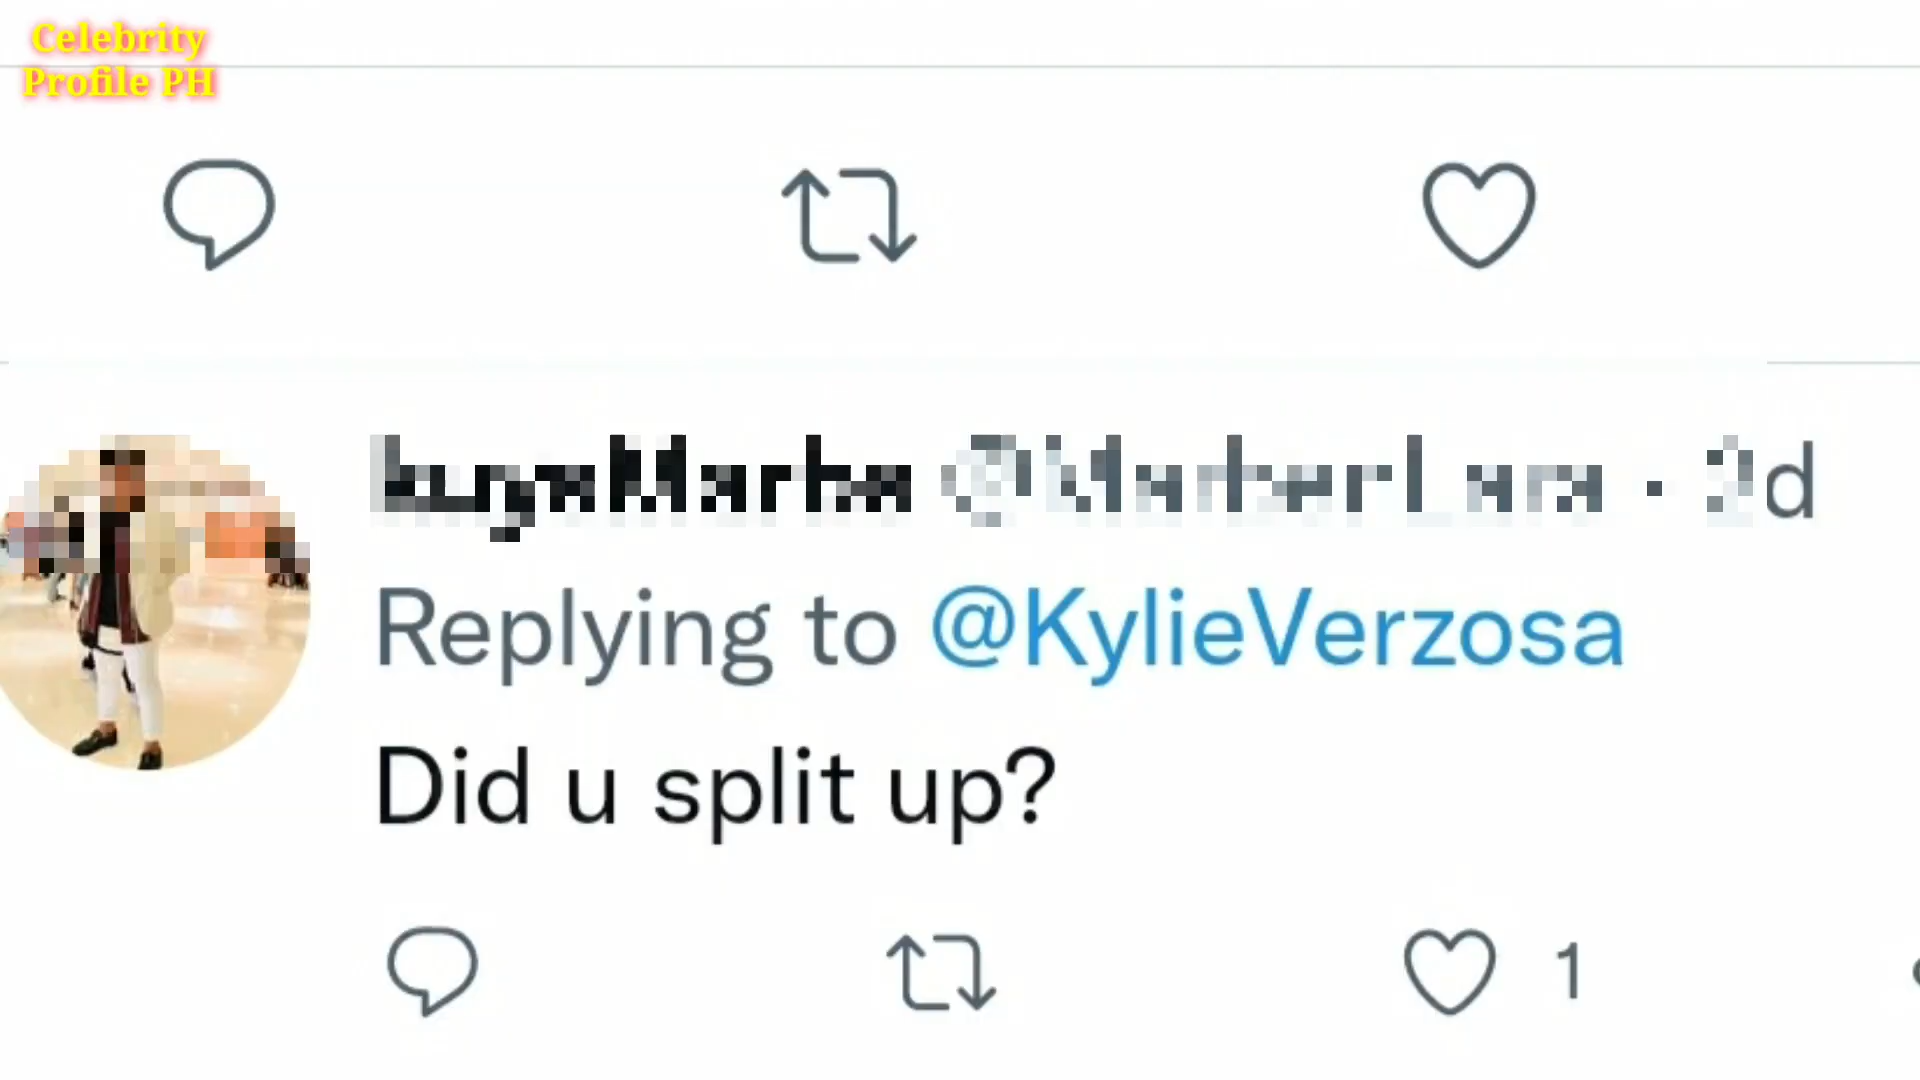 Celebrity
Profile PH
d
Replying to @KylieVerzosa
Did u split up?
1